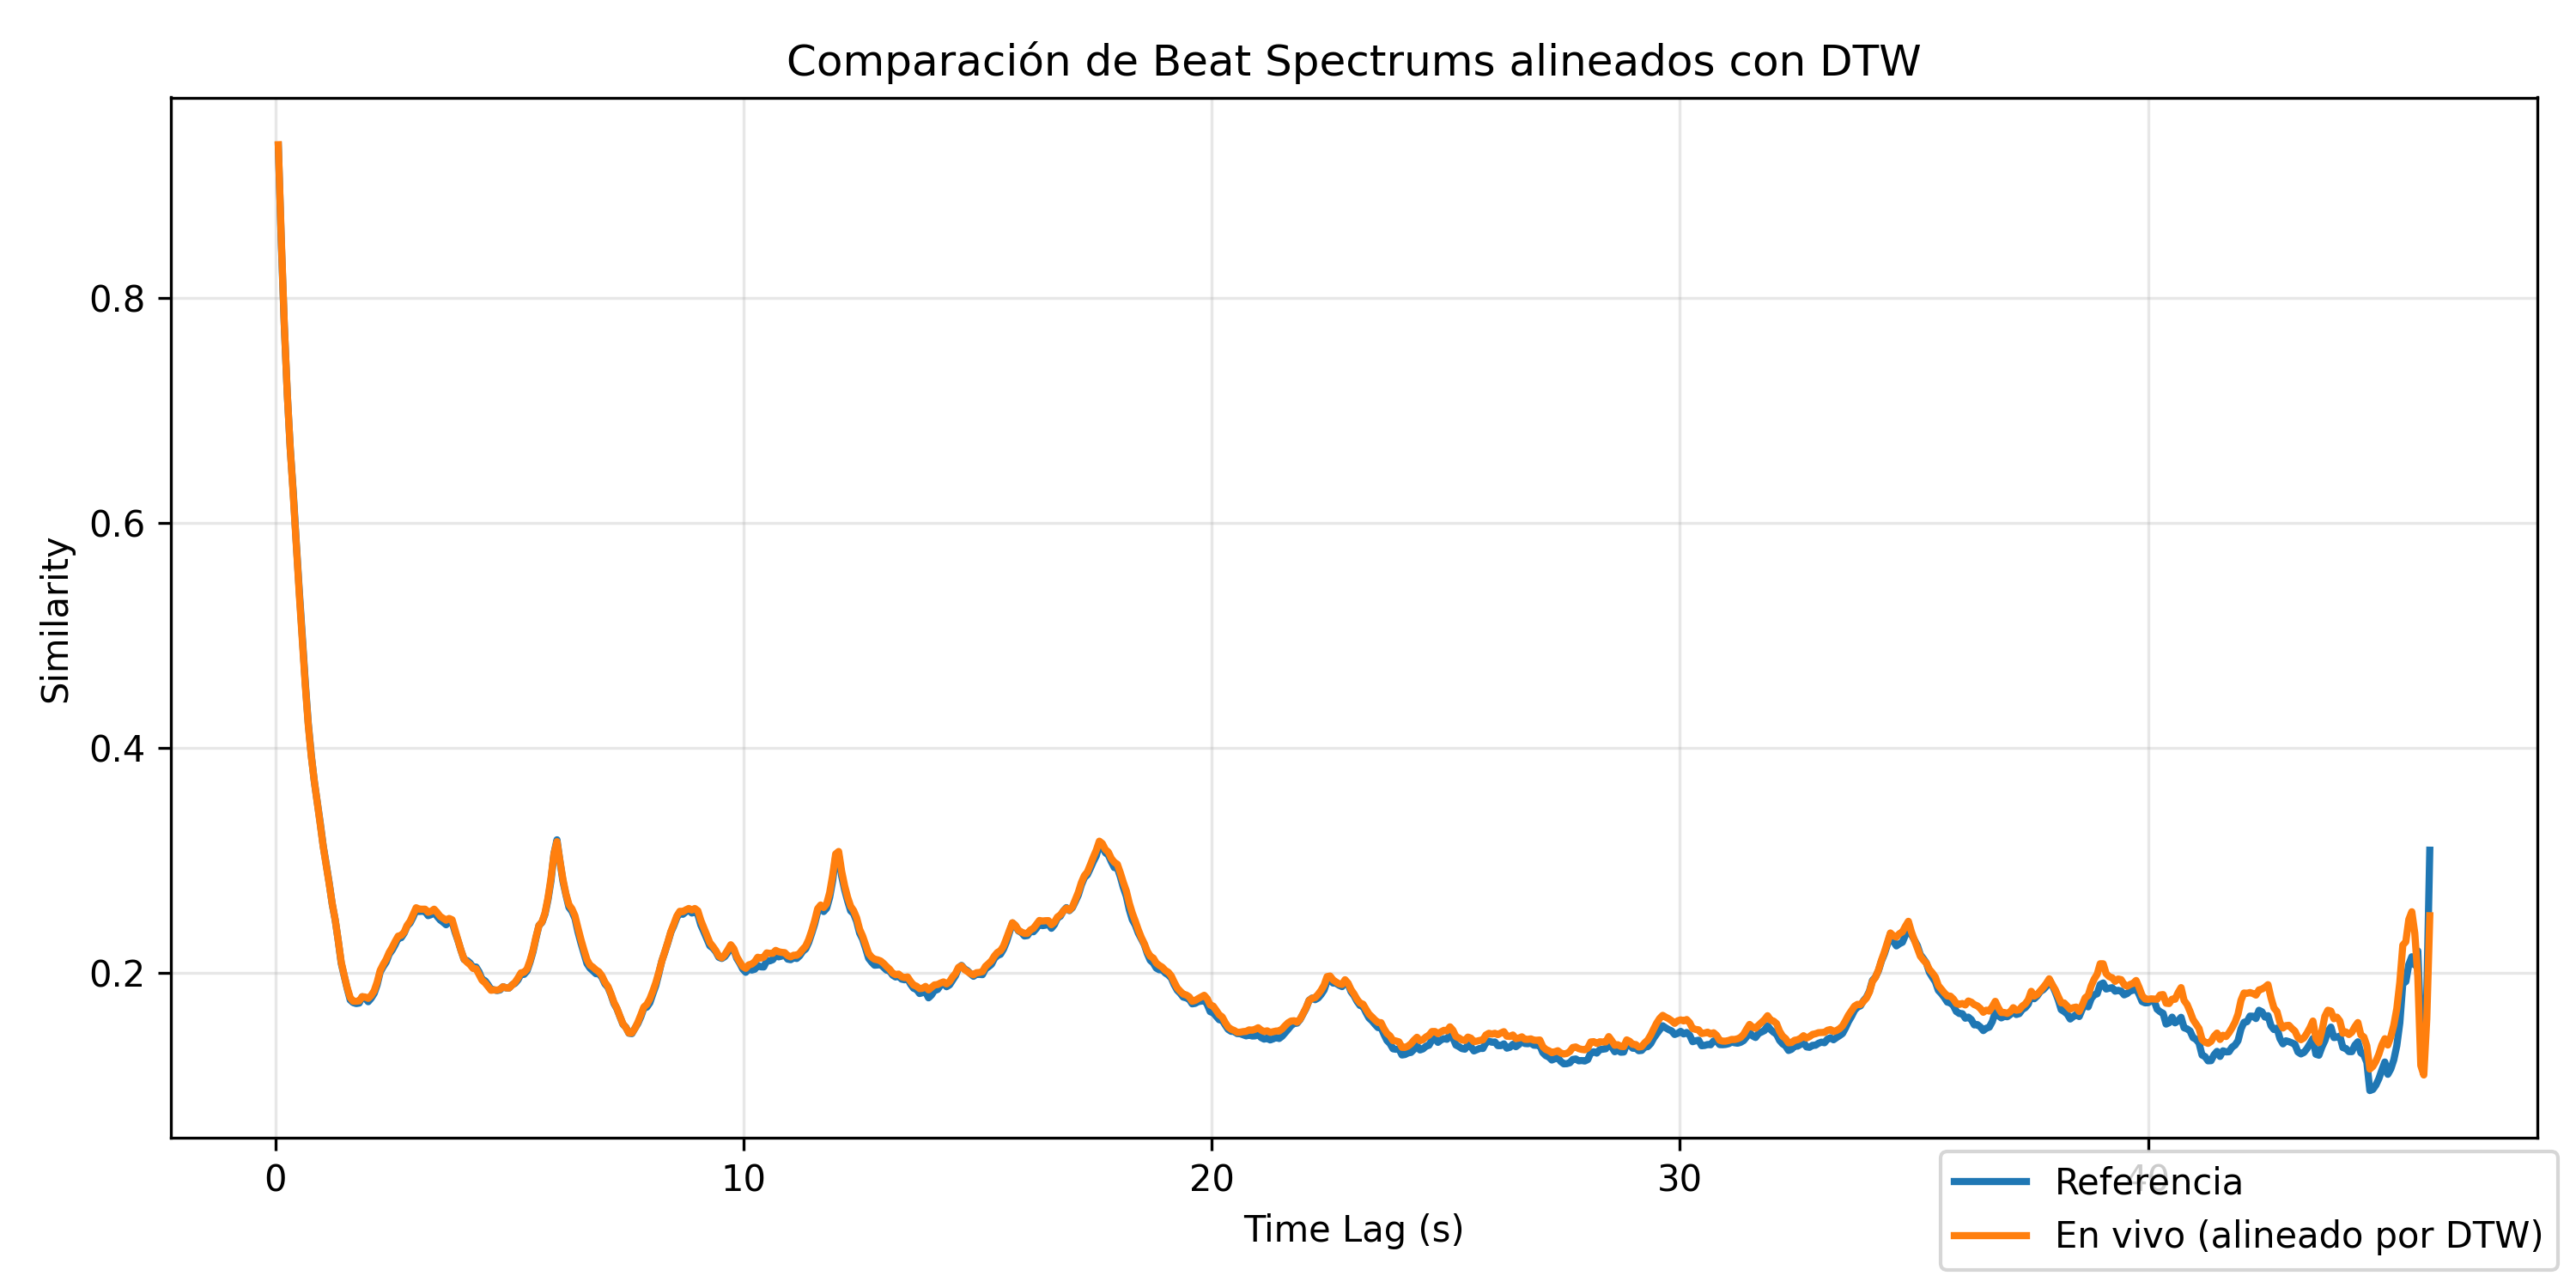 Comparación de Beat Spectrums alineados con DTW
Similarity
0.8
0.6
0.4
0.2
0 10 20 30 40
Time Lag (s)
Referencia
En vivo (alineado por DTW)